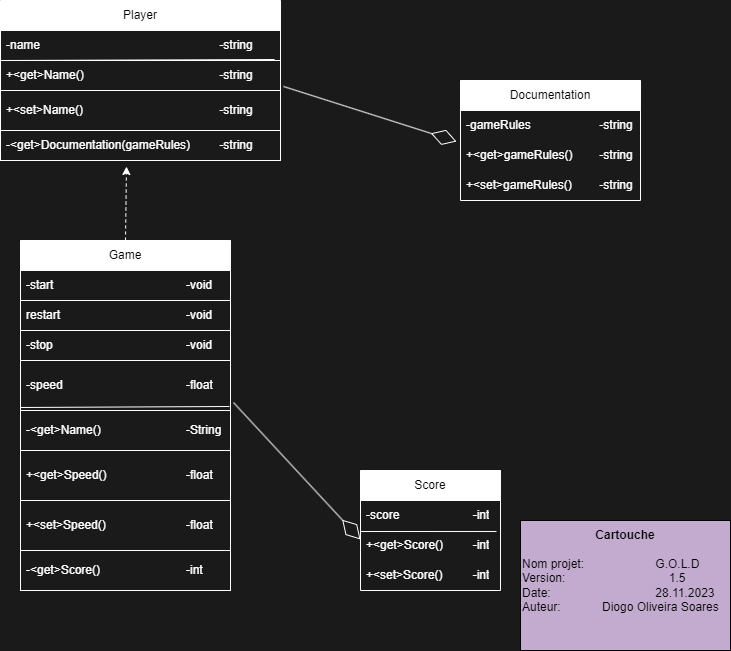 Player
-name -string
+<get>Name() -string
+<set>Name() -string
-<get>Documentation(gameRules) -string
Documentation
-gameRules -string
+<get>gameRules() -string
+<set>gameRules() -string
Game
-start -void
restart -void
-stop -void
-speed -float
-<get>Name() -String
+<get>Speed() -float
+<set>Speed() -float
-<get>Score() -int
Score
-score -int
+<get>Score() -int
+<set>Score() -int
Cartouche
Nom projet: G.O.L.D
Version: 1.5
Date: 28.11.2023
Auteur: Diogo Oliveira Soares